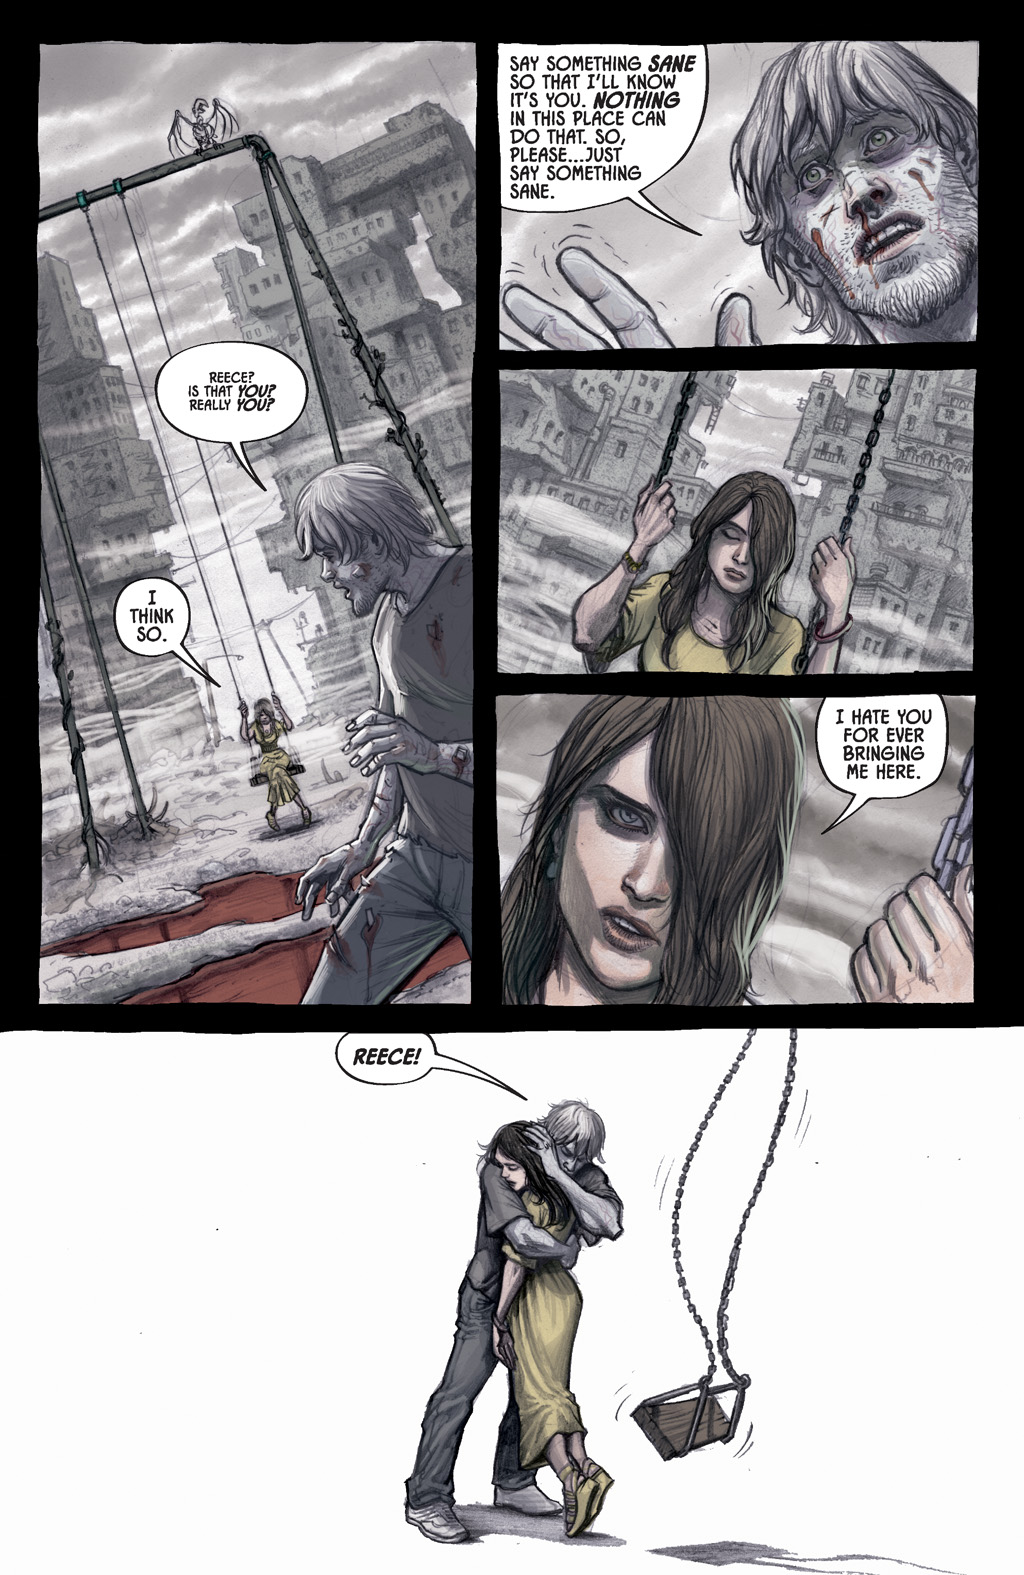 REECE?
IS THAT YOU?
REALLY YOU?
I
THINK
SO.
SAY SOMETHING SANE
SO THAT I'LL KNOW
IT'S YOU. NOTHING
IN THIS PLACE CAN
DO THAT. SO,
PLEASE...JUST
SAY SOMETHING
SANE.
I HATE YOU
FOR EVER
BRINGING
ME HERE.
REECE!